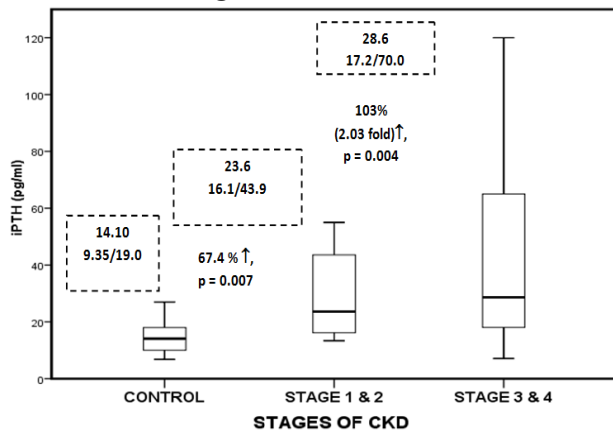 120
100
80
60
40
20
0
iPTH (pg/ml)
28.6
17.2/70.0
103%
(2.03 fold)↑,
p = 0.004
23.6
16.1/43.9
67.4 % ↑,
p = 0.007
14.10
9.35/19.0
CONTROL
STAGE 1 & 2
STAGE 3 & 4
STAGES OF CKD